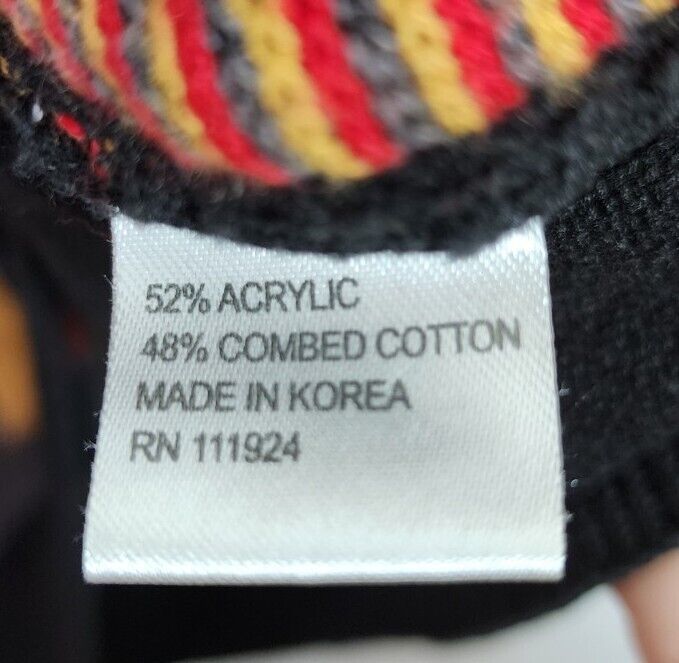 52% ACRYLIC
48% COMBED COTTON
MADE IN KOREA
RN 111924